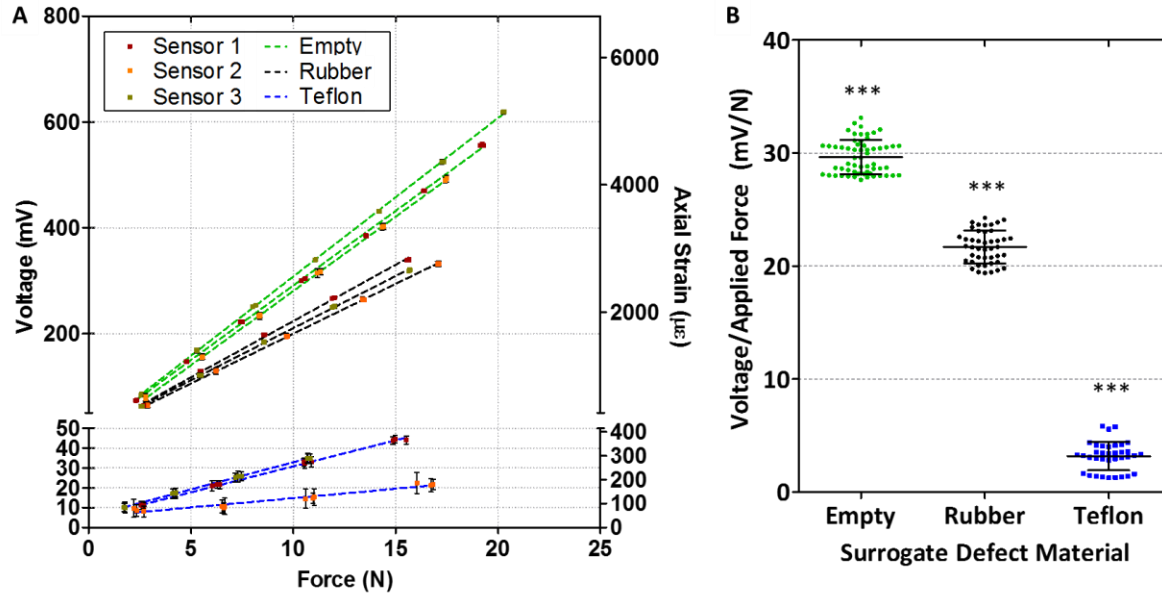 A
Sensor 1
Sensor 2
Sensor 3
Empty
Rubber
Teflon
Voltage (mV)
800
600
400
200
50
40
30
20
10
0
Axial Strain (με)
6000
4000
2000
400
300
200
100
0
0 5 10 15 20 25
Force (N)
B
Voltage/Applied Force (mV/N)
40
30
20
10
0
***
***
***
Empty Rubber Teflon
Surrogate Defect Material